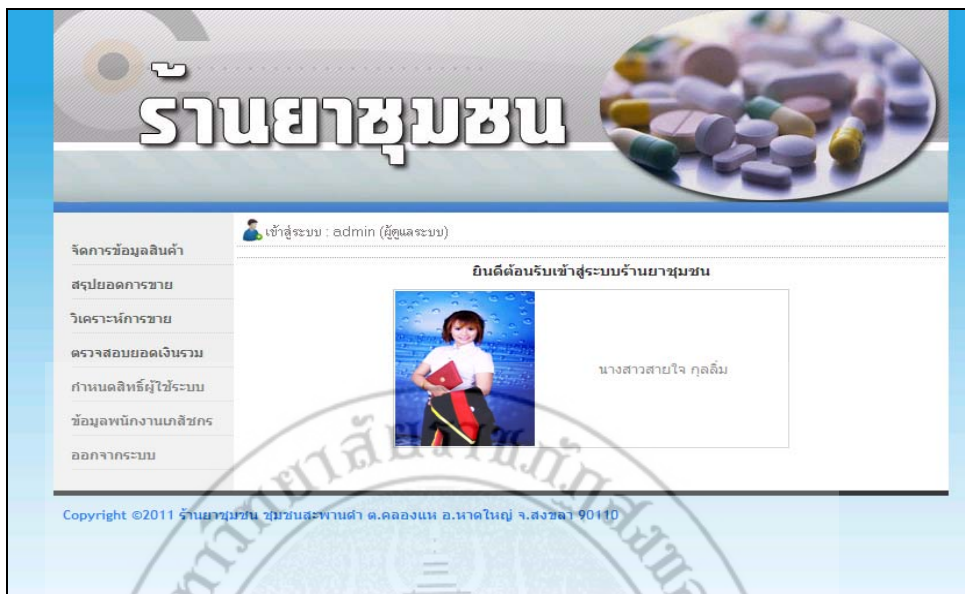 ร้านยาชุมชน
เข้าสู่ระบบ : admin (ผู้ดูแลระบบ)
จัดการข้อมูลสินค้า
สรุปยอดการขาย
วิเคราะห์การขาย
ตรวจสอบยอดเงินรวม
กำหนดสิทธิ์ผู้ใช้ระบบ
ข้อมูลพนักงานเภสัชกร
ออกจากระบบ
ยินดีต้อนรับเข้าสู่ระบบร้านยาชุมชน
นางสาวสายใจ กุลลิ่ม
Copyright ©2011 ร้านยาชุมชน ชุมชนสะพานดำ ต.คลองแห อ.หาดใหญ่ จ.สงขลา 90110